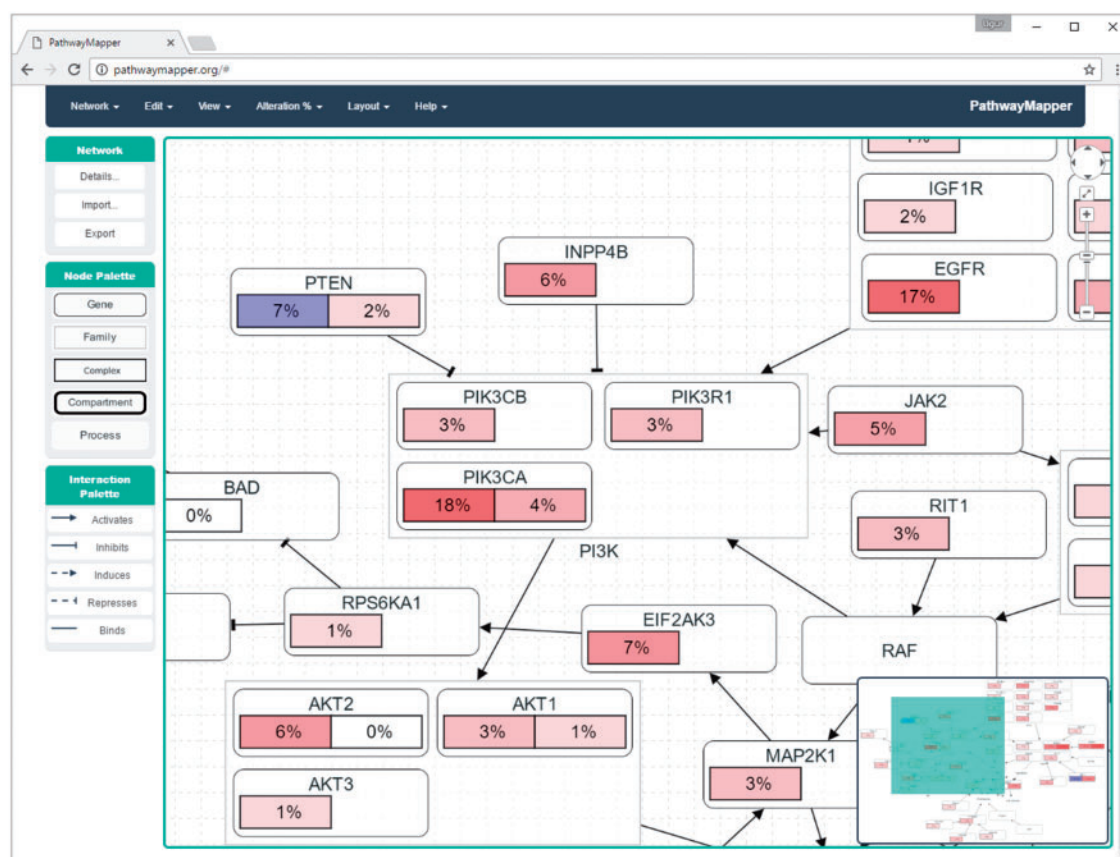 Ugur
PathwayMapper
pathwaymapper.org/#
Network Edit View Alteration % Layout Help PathwayMapper
Network
Details...
Import...
Export
Node Palette
Gene
Family
Complex
Compartment
Process
Interaction
Palette
Activates
Inhibits
Induces
Represses
Binds
IGF1R
2%
EGFR
17%
INPP4B
6%
PTEN
7% 2%
PIK3CB
3%
PIK3R1
3%
JAK2
5%
PIK3CA
18% 4%
PI3K
BAD
0%
RIT1
3%
RPS6KA1
1%
EIF2AK3
7%
RAF
AKT2
6% 0%
AKT1
3% 1%
MAP2K1
3%
AKT3
1%